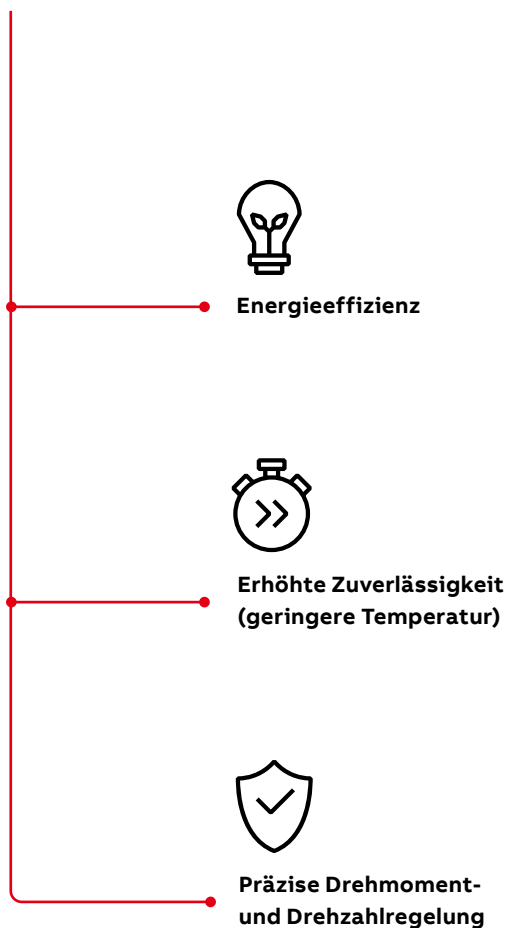 Energieeffizienz
Erhöhte Zuverlässigkeit
(geringere Temperatur)
Präzise Drehmoment-
und Drehzahlregelung